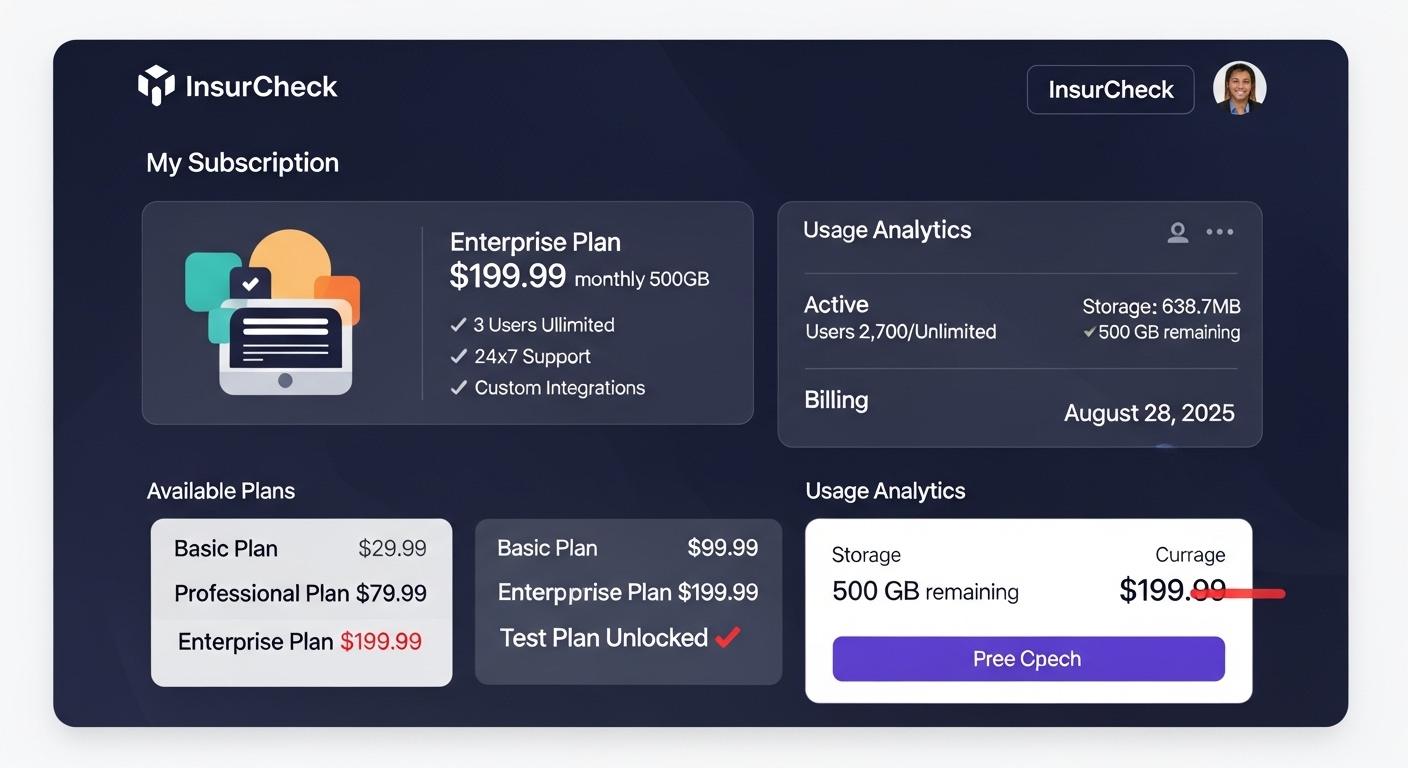 InsurCheck
InsurCheck
My Subscription
Enterprise Plan
$199.99 monthly 500GB
3 Users Ullimited
24x7 Support
Custom Integrations
Usage Analytics
Active
Users 2,700/Unlimited
Storage: 638.7MB
500 GB remaining
Billing
August 28, 2025
Available Plans
Basic Plan $29.99
Professional Plan $79.99
Enterprise Plan $199.99
Basic Plan $99.99
Enterpprise Plan $199.99
Test Plan Unlocked
Usage Analytics
Storage Currage
500 GB remaining $199.99
Pree Cpech